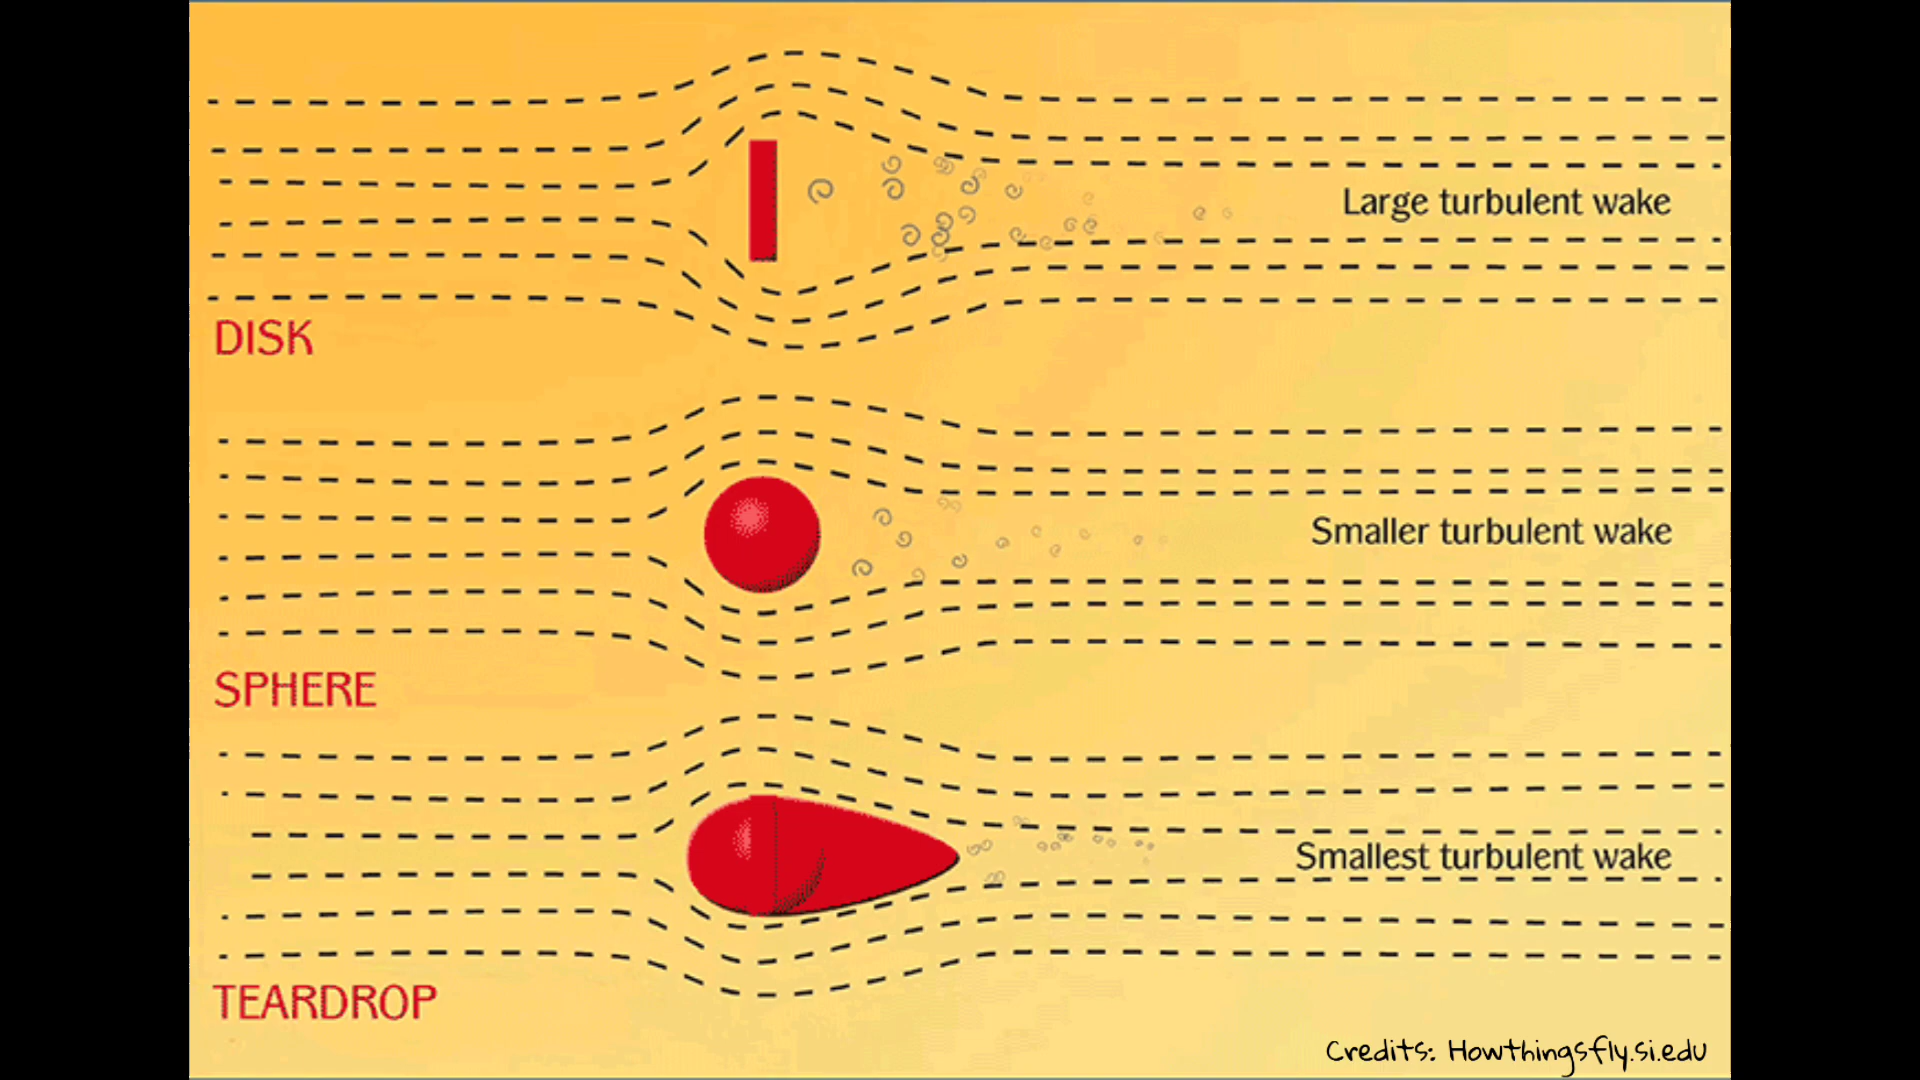 Large turbulent wake
DISK
Smaller turbulent wake
SPHERE
Smallest turbulent wake
TEARDROP
Credits: Howthingsfly.si.edu